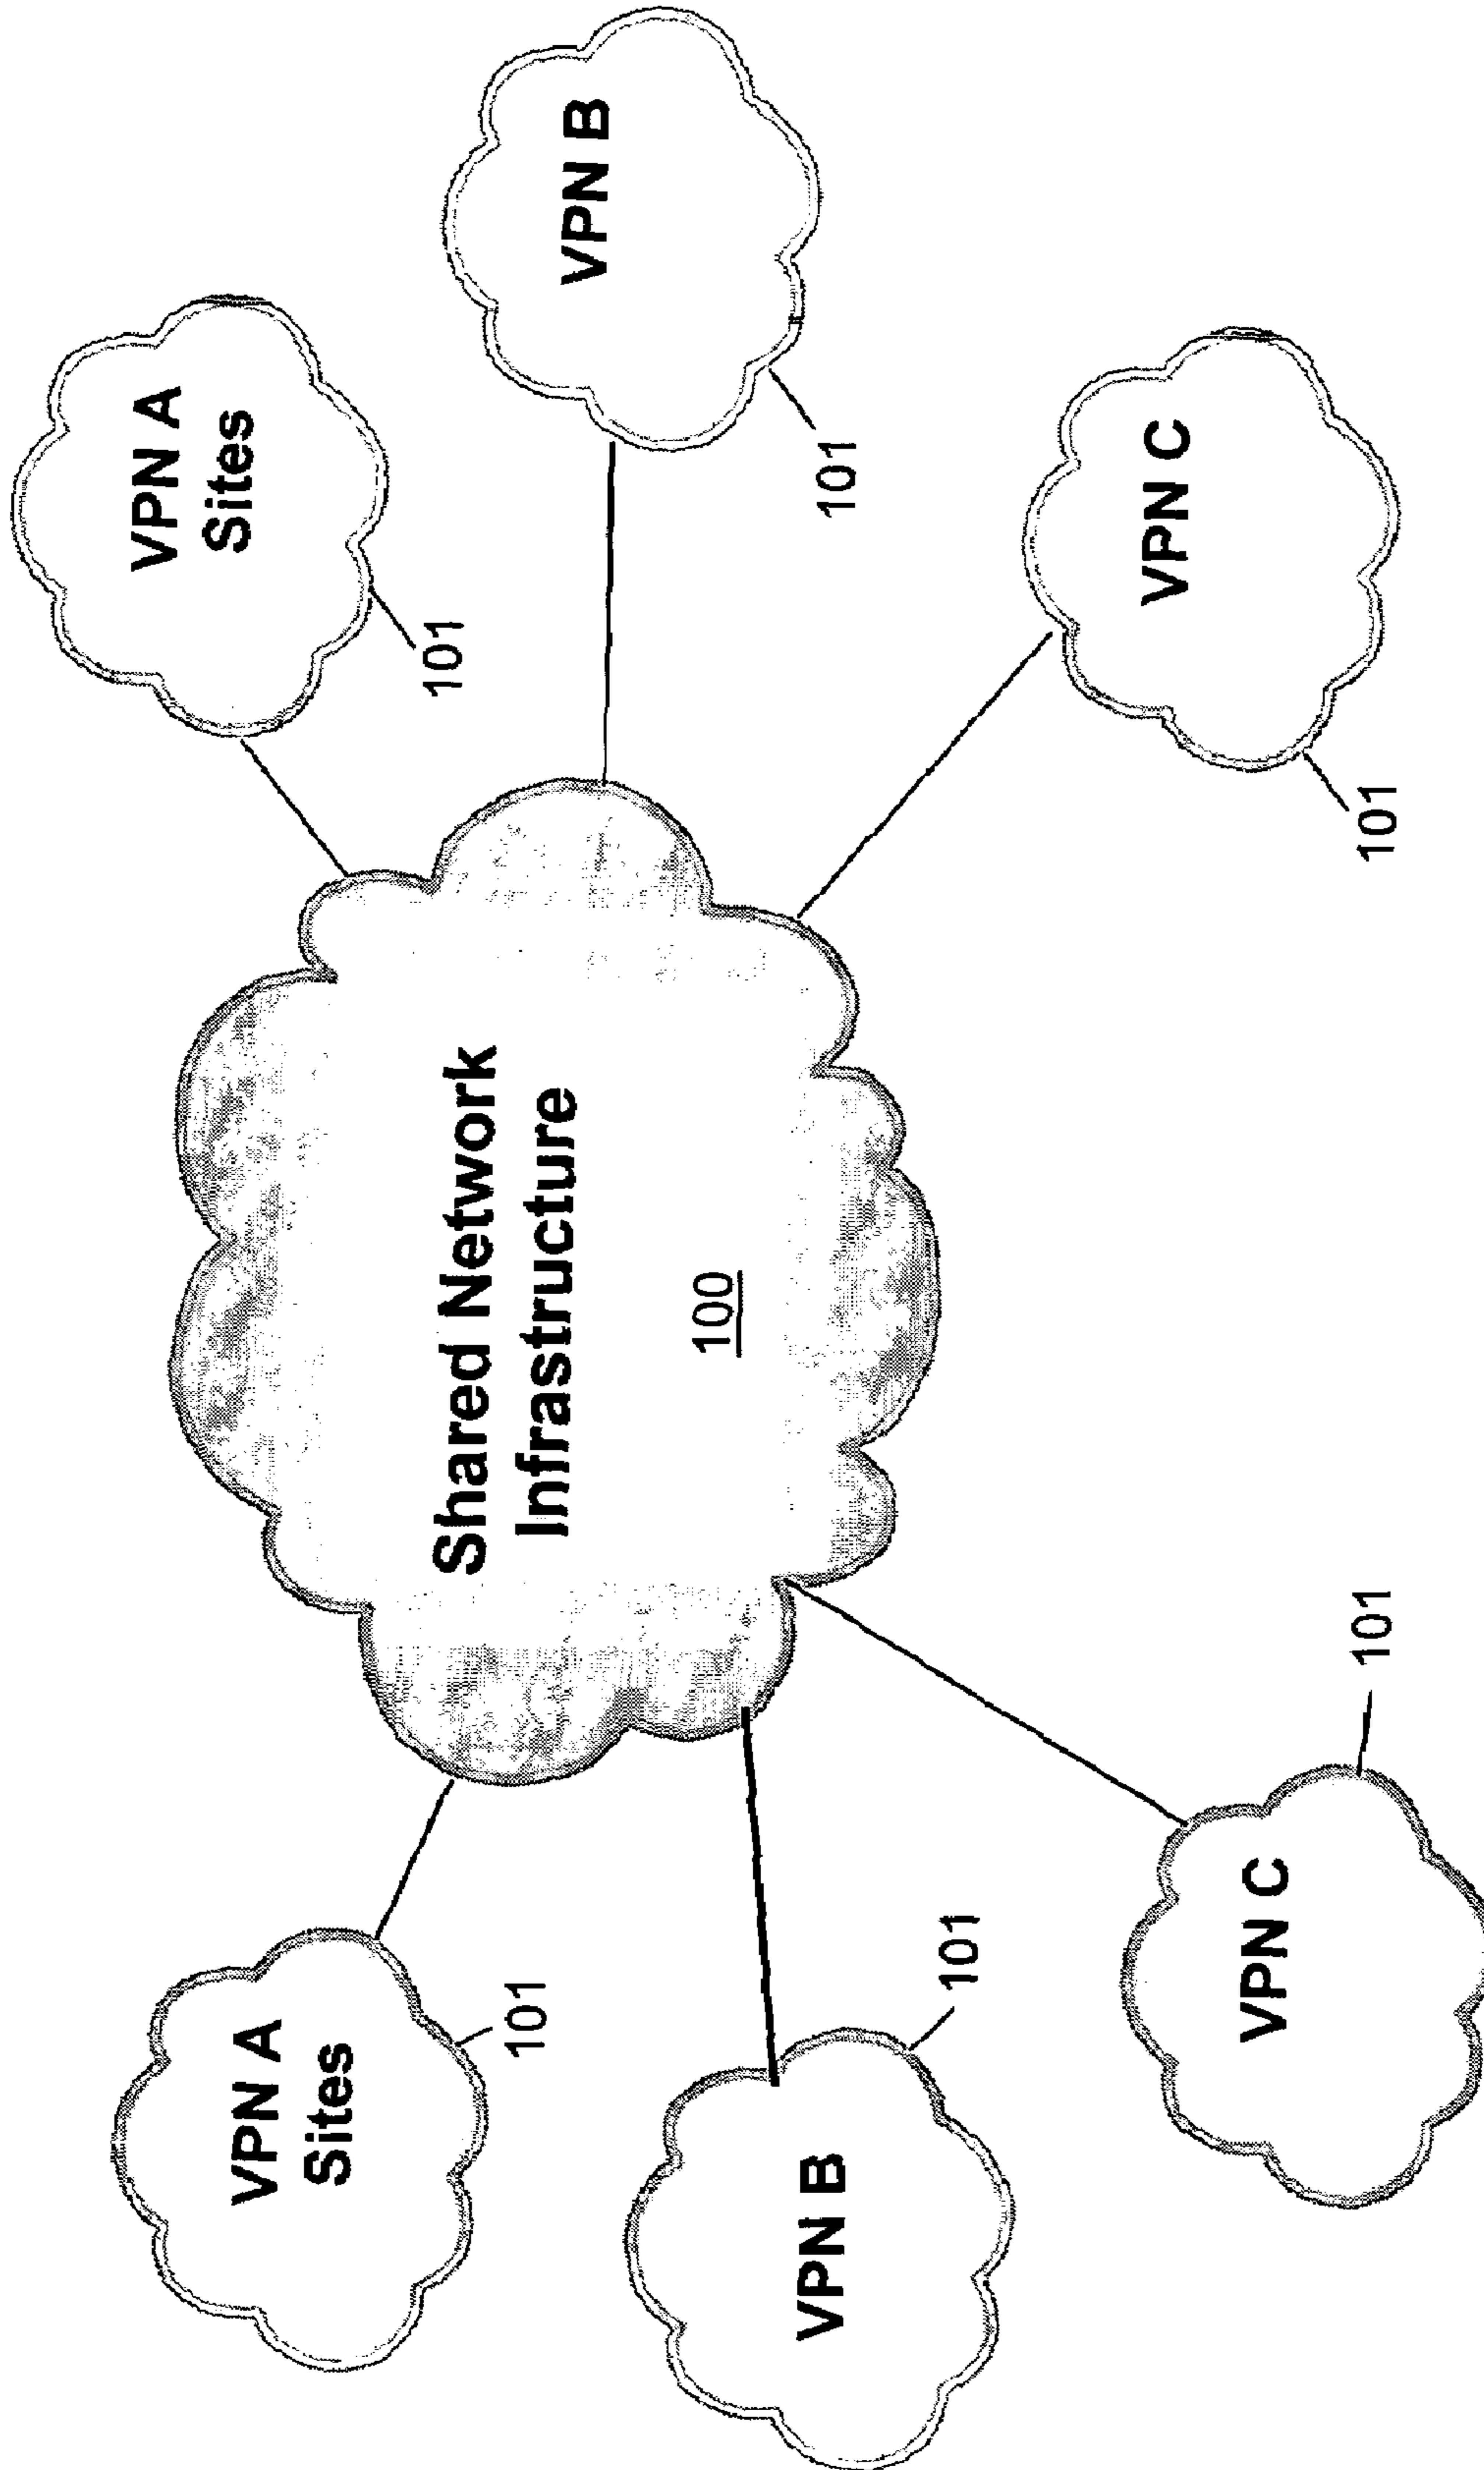 VPN A
Sites
101
VPN B
101
VPN C
101
Shared Network
Infrastructure
100
VPN A
Sites
101
VPN B
101
VPN C
101